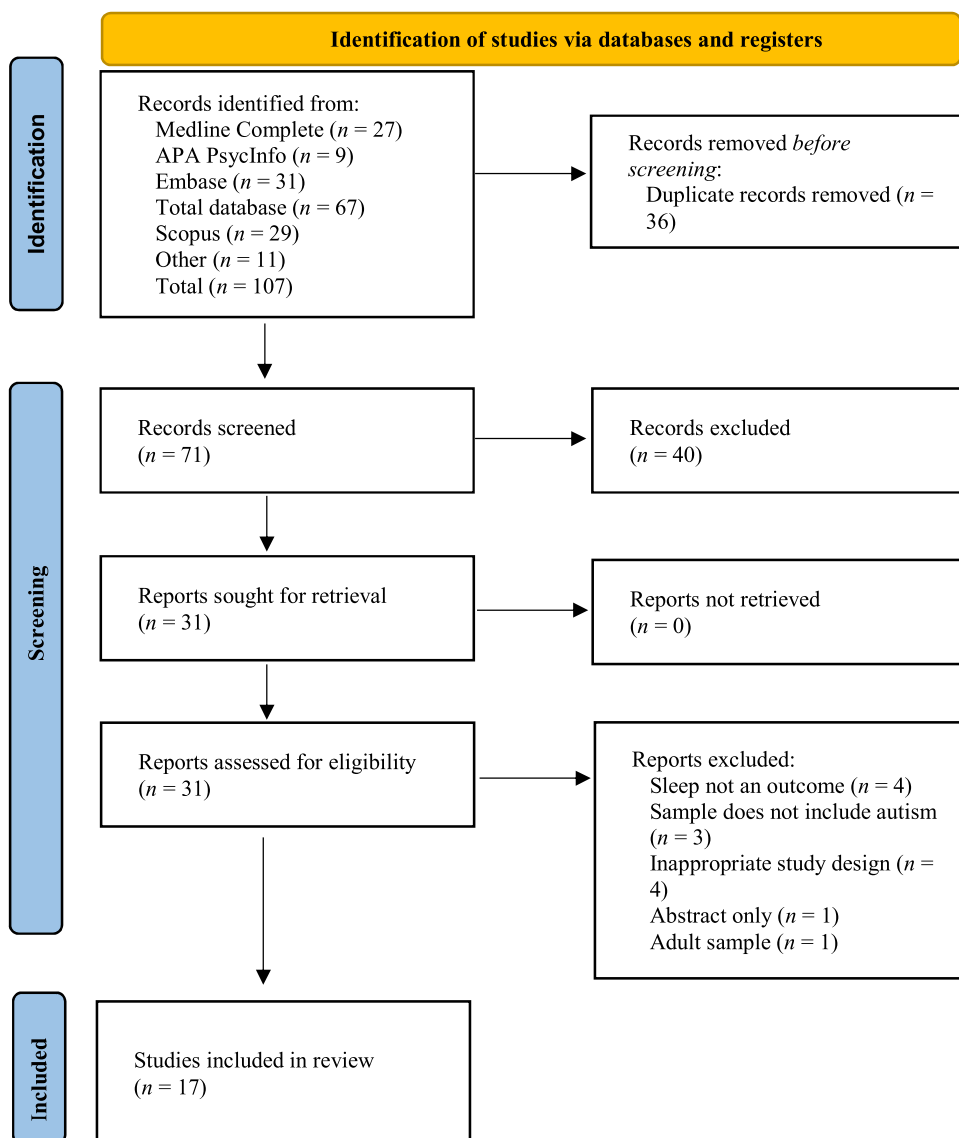 Identification of studies via databases and registers
Identification
Records identified from:
Medline Complete (n = 27)
APA PsycInfo (n = 9)
Embase (n = 31)
Total database (n = 67)
Scopus (n = 29)
Other (n = 11)
Total (n = 107)
Records removed before
screening:
Duplicate records removed (n =
36)
Screening
Records screened
(n = 71)
Records excluded
(n = 40)
Reports sought for retrieval
(n = 31)
Reports not retrieved
(n = 0)
Reports assessed for eligibility
(n = 31)
Reports excluded:
Sleep not an outcome (n = 4)
Sample does not include autism
(n = 3)
Inappropriate study design (n =
4)
Abstract only (n = 1)
Adult sample (n = 1)
Included
Studies included in review
(n = 17)